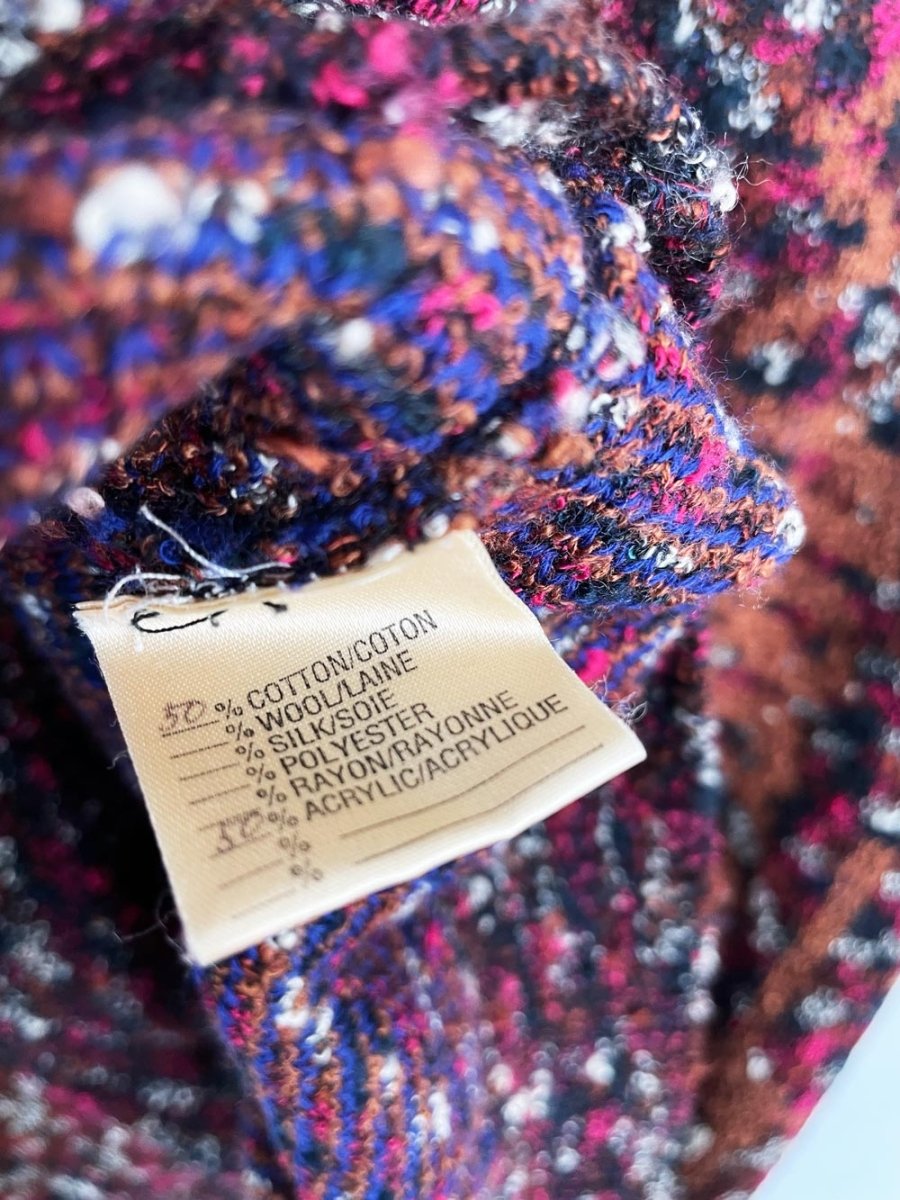 50 % COTTON/COTON
% WOOL/LAINE
% SILK/SOIE
% POLYESTER
% RAYON/RAYONNE
50 % ACRYLIC/ACRYLIQUE
%
%